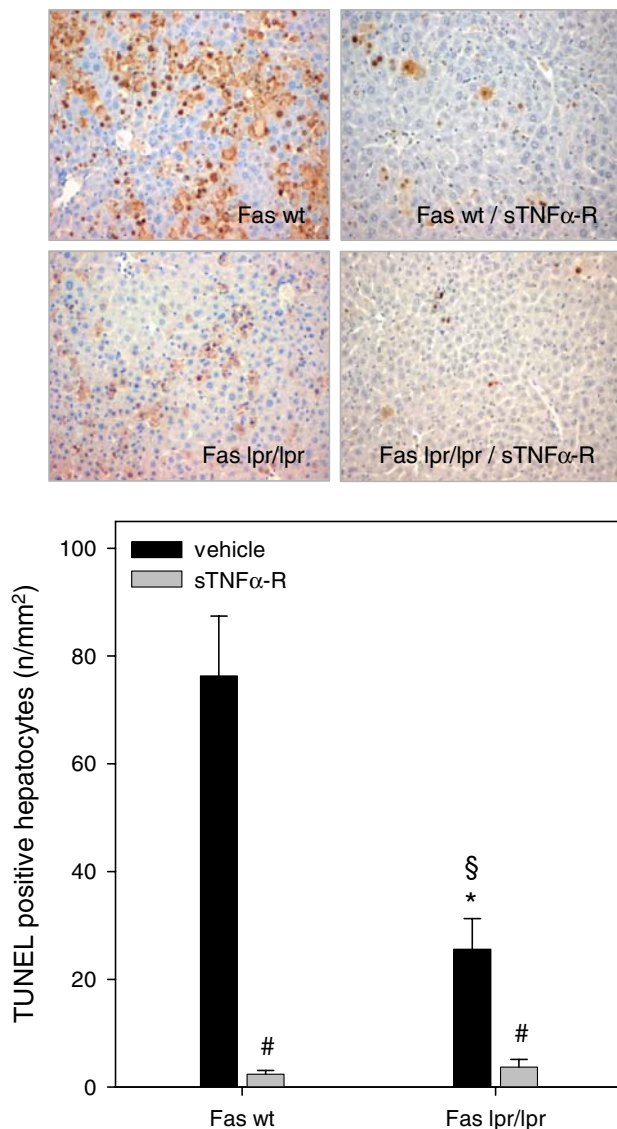 Fas wt
Fas wt / sTNFα-R
Fas lpr/lpr
Fas lpr/lpr / sTNFα-R
TUNEL positive hepatocytes (n/mm²)
100
80
60
40
20
0
vehicle
sTNFα-R
#
§
*
#
Fas wt
Fas lpr/lpr